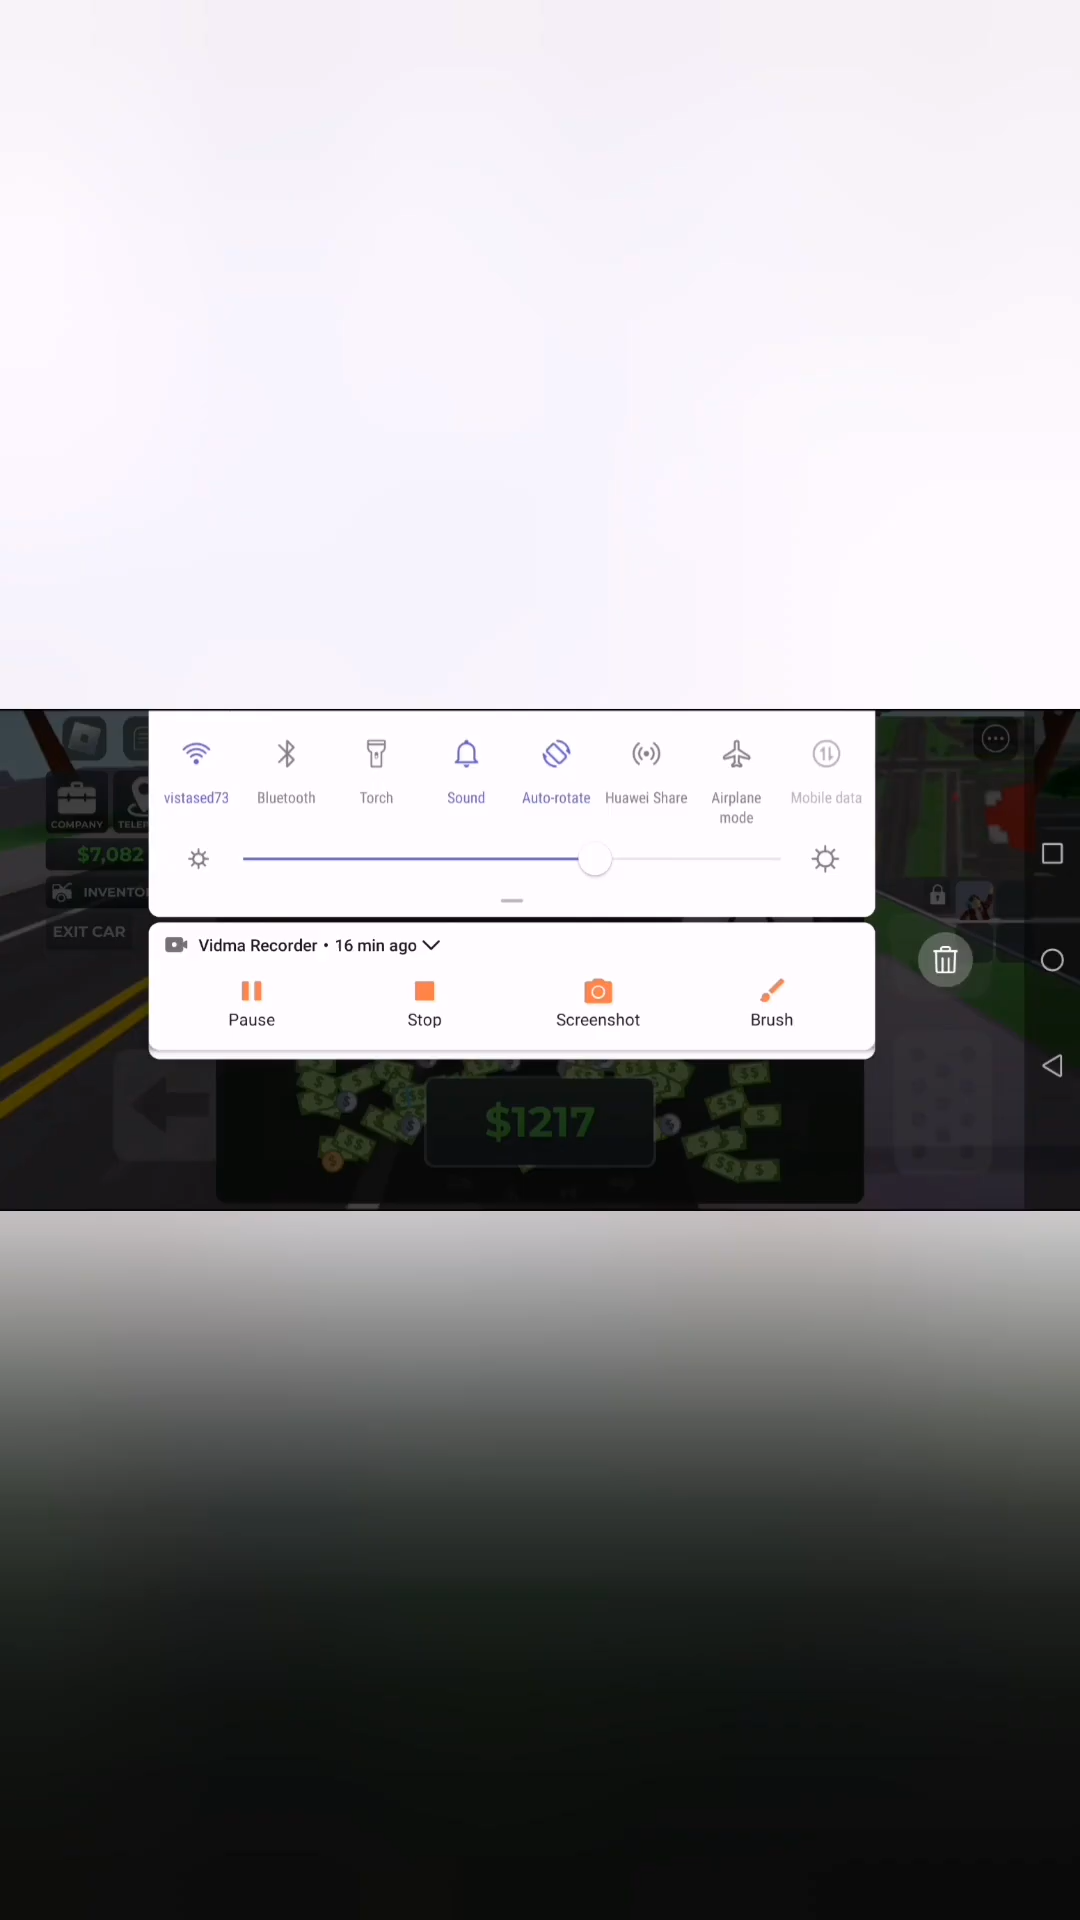 vistased73
Bluetooth
Torch
Sound
Auto-rotate
Huawei Share
Airplane mode
Mobile data
COMPANY
$7,082
EXIT CAR
Vidma Recorder • 16 min ago
Pause
Stop
Screenshot
Brush
$1217